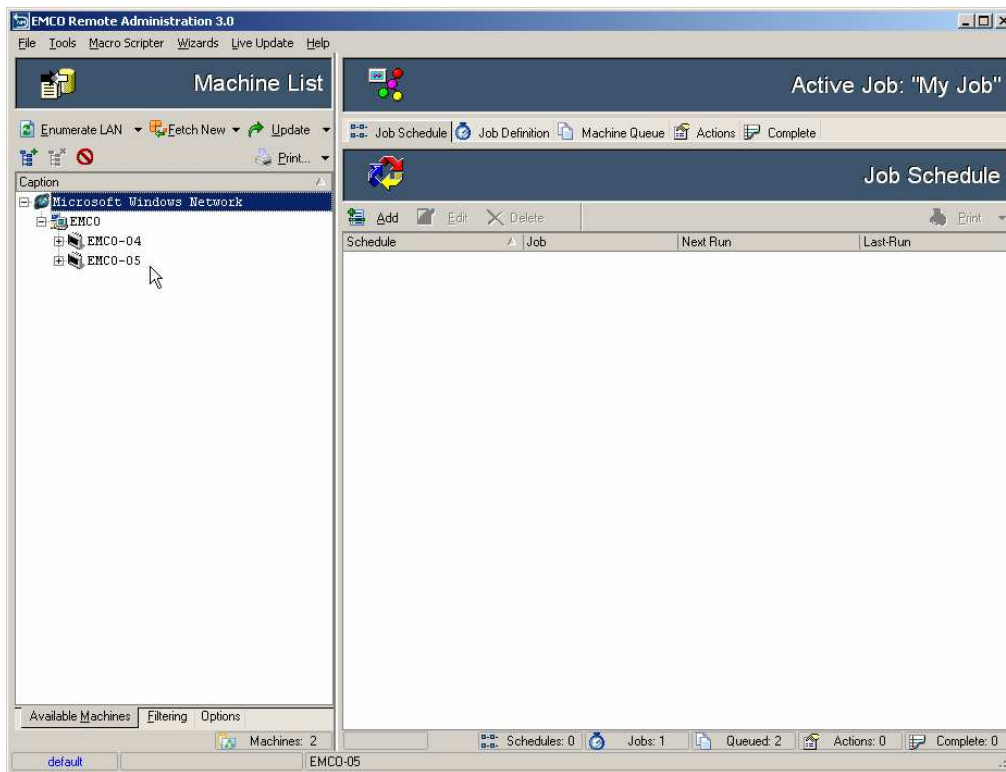 EMCO Remote Administration 3.0
File Tools Macro Scripter Wizards Live Update Help
Machine List
Enumerate LAN Fetch New Update
Print...
Caption
Microsoft Windows Network
EMCO
EMCO-04
EMCO-05
Available Machines Filtering Options
Machines: 2
Active Job: "My Job"
Job Schedule Job Definition Machine Queue Actions Complete
Job Schedule
Add Edit Delete Print
Schedule Job Next Run Last-Run
Schedules: 0 Jobs: 1 Queued: 2 Actions: 0 Complete: 0
default EMCO-05